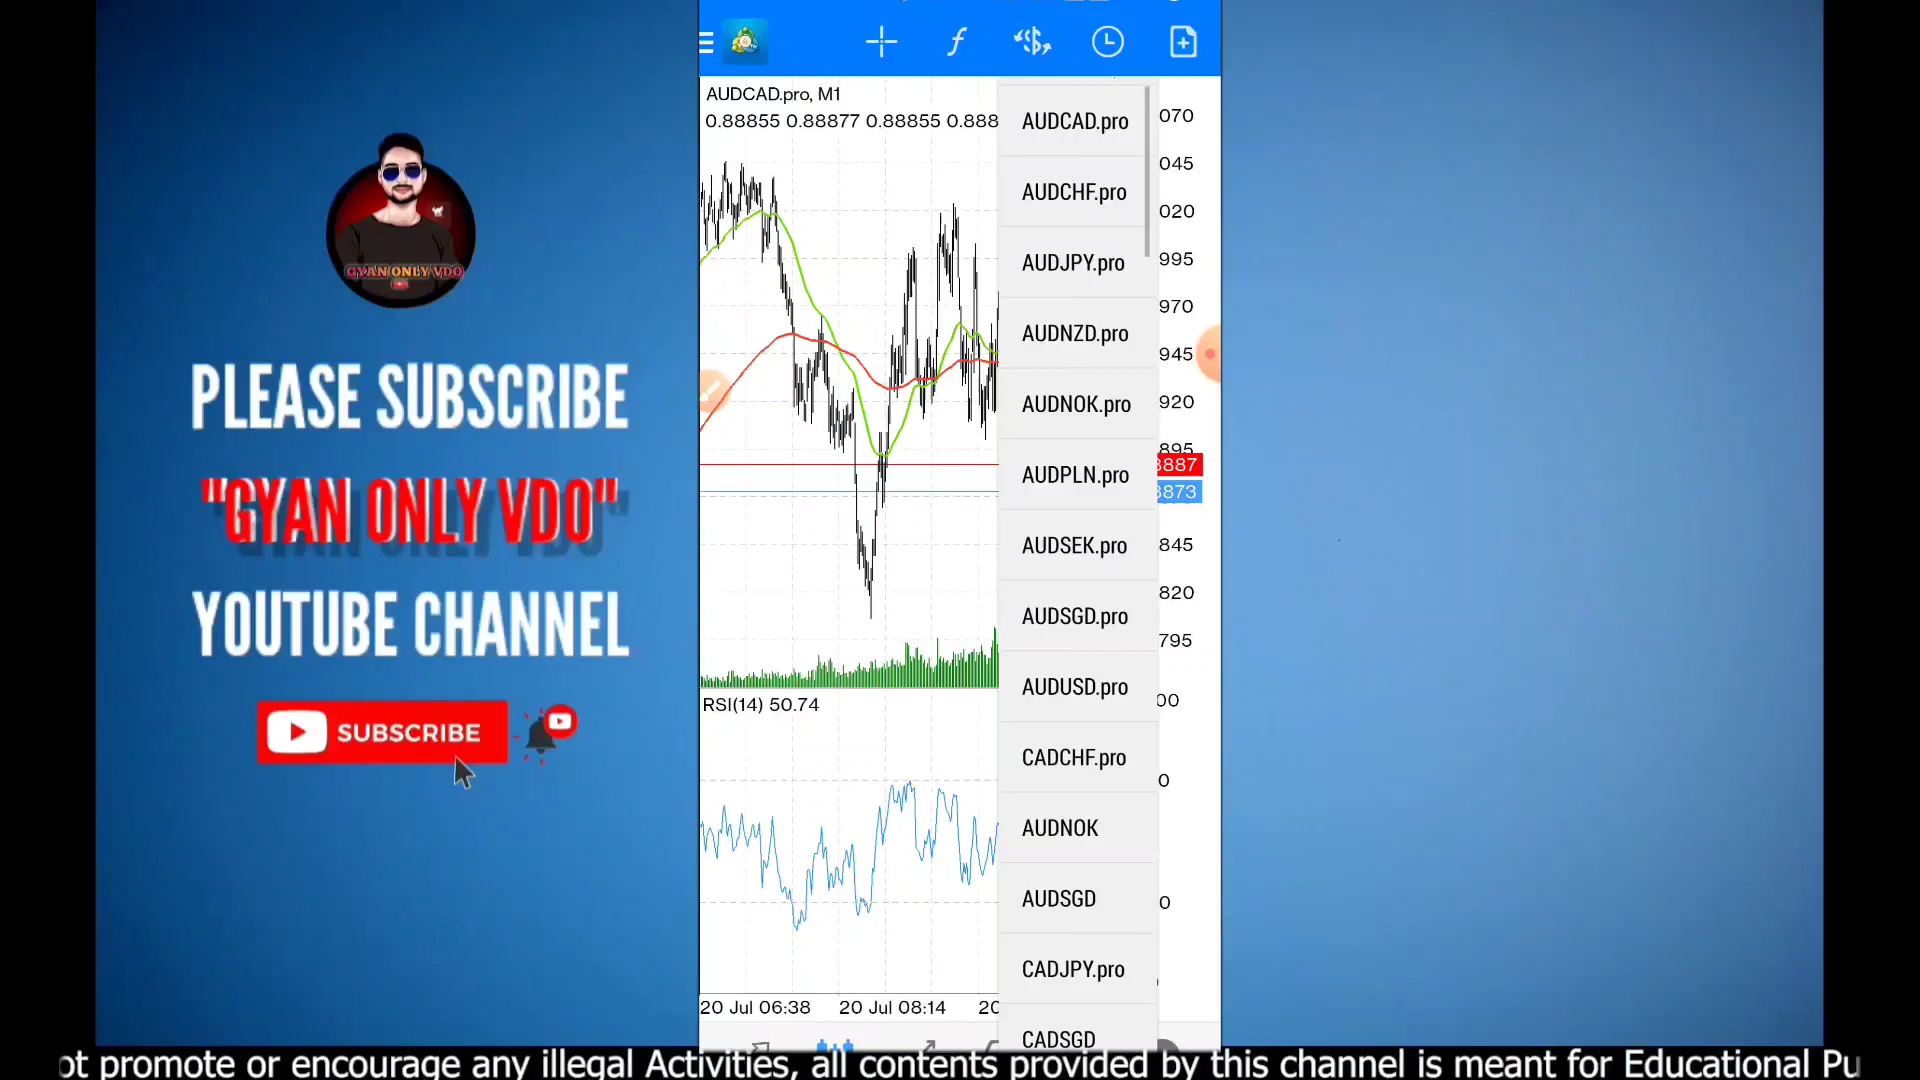 GYAN ONLY VDO
PLEASE SUBSCRIBE
"GYAN ONLY VDO"
YOUTUBE CHANNEL
SUBSCRIBE
AUDCAD.pro, M1
0.88855 0.88877 0.88855 0.888
AUDCAD.pro
AUDCHF.pro
AUDJPY.pro
AUDNZD.pro
AUDNOK.pro
AUDPLN.pro
AUDSEK.pro
AUDSGD.pro
AUDUSD.pro
CADCHF.pro
AUDNOK
AUDSGD
CADJPY.pro
CADSGD
070
045
020
995
970
945
920
895
8887
8873
845
820
795
00
0
0
RSI(14) 50.74
20 Jul 06:38 20 Jul 08:14 20
ot promote or encourage any illegal Activities, all contents provided by this channel is meant for Educational Pu